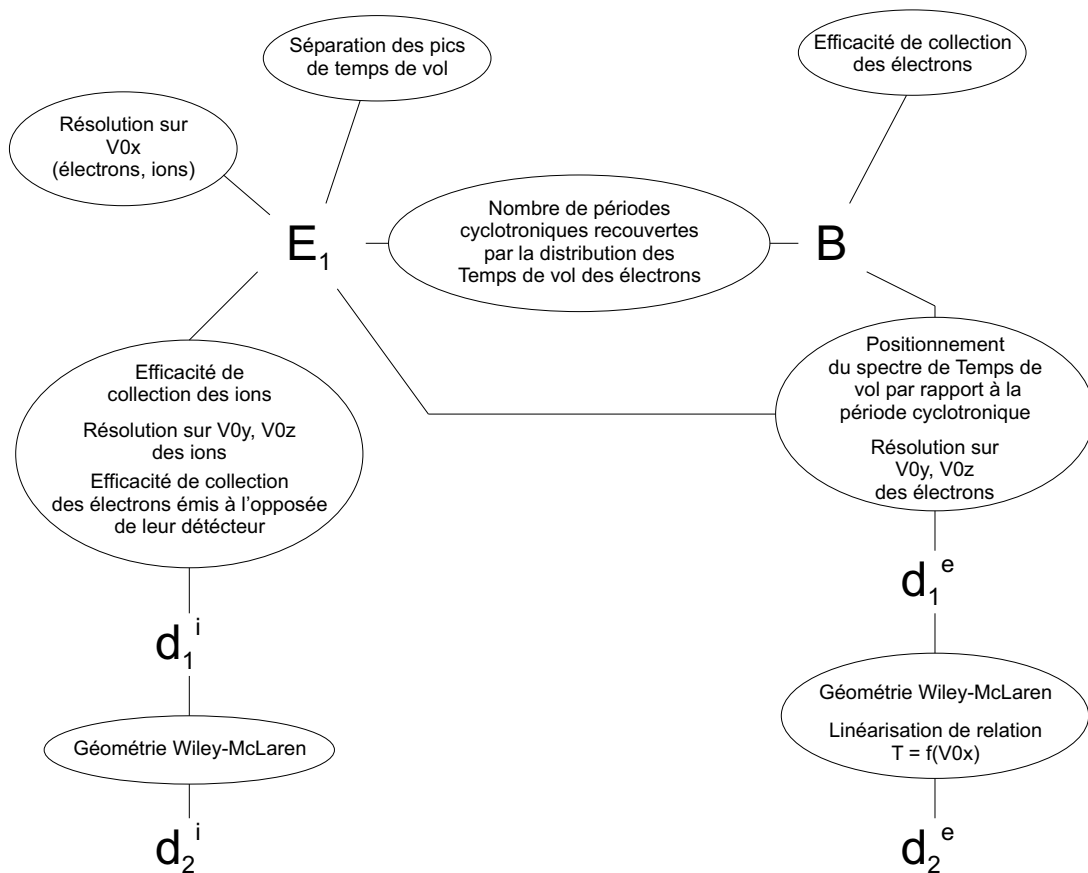 Séparation des pics
de temps de vol
Efficacité de collection
des électrons
Résolution sur
V0x
(électrons, ions)
E₁
Nombre de périodes
cyclotroniques recouvertes
par la distribution des
Temps de vol des électrons
B
Efficacité de
collection des ions
Résolution sur V0y, V0z
des ions
Efficacité de collection
des électrons émis à l'opposée
de leur détécteur
Positionnement
du spectre de Temps de
vol par rapport à la
période cyclotronique
Résolution sur
V0y, V0z
des électrons
d₁ⁱ
d₁ᵉ
Géométrie Wiley-McLaren
Géométrie Wiley-McLaren
Linéarisation de relation
T = f(V0x)
d₂ⁱ
d₂ᵉ